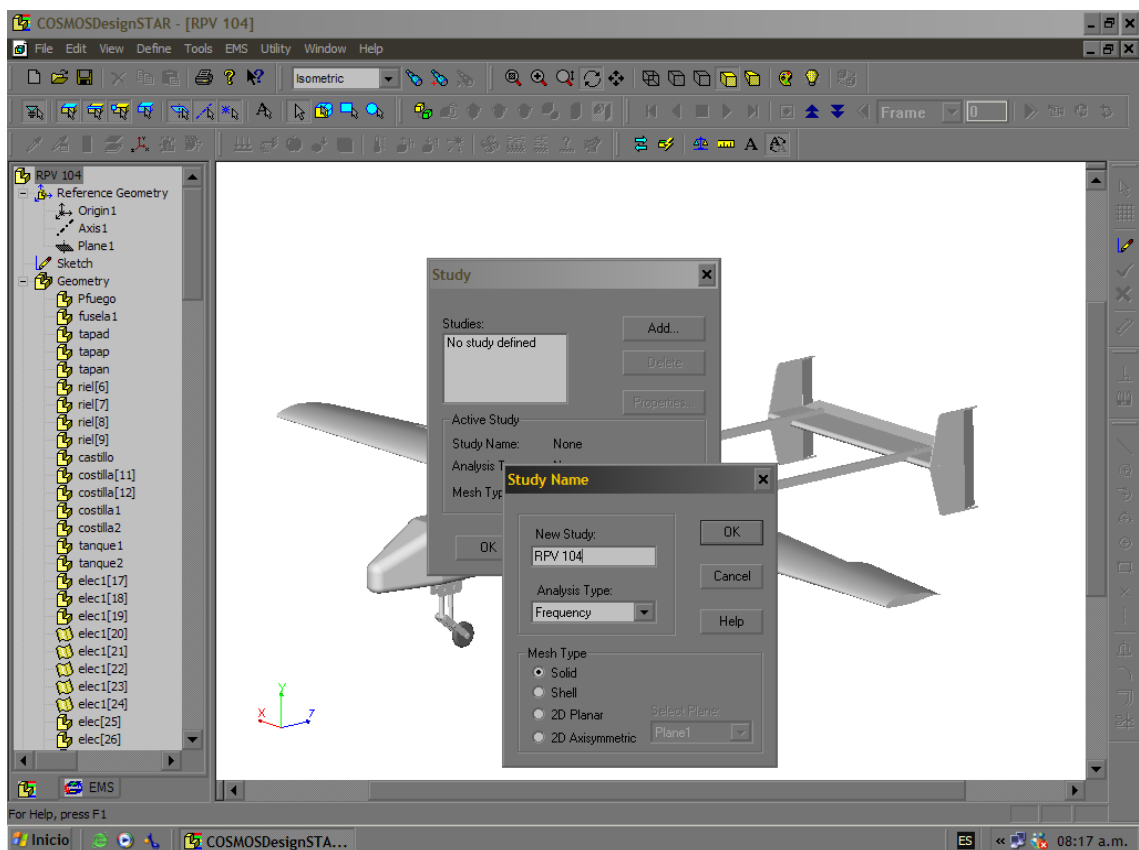 COSMOSDesignSTAR - [RPV 104]
File Edit View Define Tools EMS Utility Window Help
Isometric
Frame 0
RPV 104
Reference Geometry
Origin1
Axis1
Plane1
Sketch
Geometry
Pfuego
fusela1
tapad
tapap
tapan
riel[6]
riel[7]
riel[8]
riel[9]
castillo
costilla[11]
costilla[12]
costilla1
costilla2
tanque1
tanque2
elec1[17]
elec1[18]
elec1[19]
elec1[20]
elec1[21]
elec1[22]
elec1[23]
elec1[24]
elec[25]
elec[26]
EMS
Study
Studies:
No study defined
Add...
Delete
Properties...
Active Study
Study Name: None
Analysis T
Mesh Typ
OK
Study Name
New Study:
RPV 104
Analysis Type:
Frequency
OK
Cancel
Help
Mesh Type
Solid
Shell
2D Planar
2D Axisymmetric
Select Plane:
Plane1
y
x
z
For Help, press F1
Inicio
COSMOSDesignSTA...
ES
08:17 a.m.